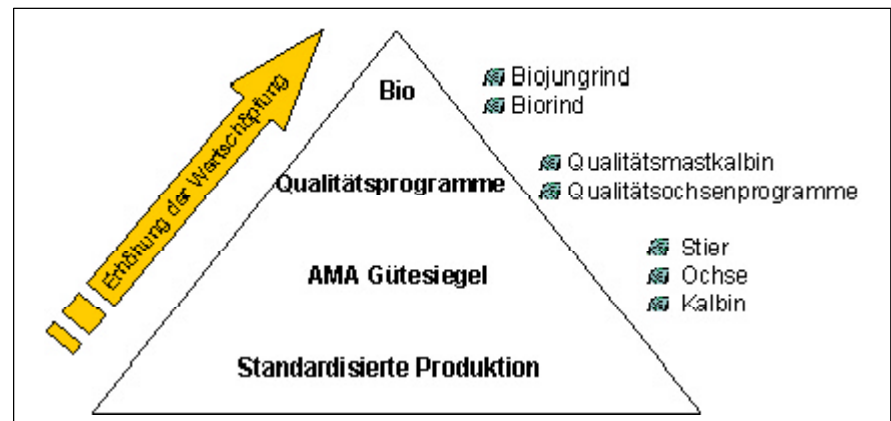 Erhöhung der Wertschöpfung
Bio
Biojungrind
Biorind
Qualitätsprogramme
Qualitätsmastkalbin
Qualitätsochsenprogramme
AMA Gütesiegel
Stier
Ochse
Kalbin
Standardisierte Produktion